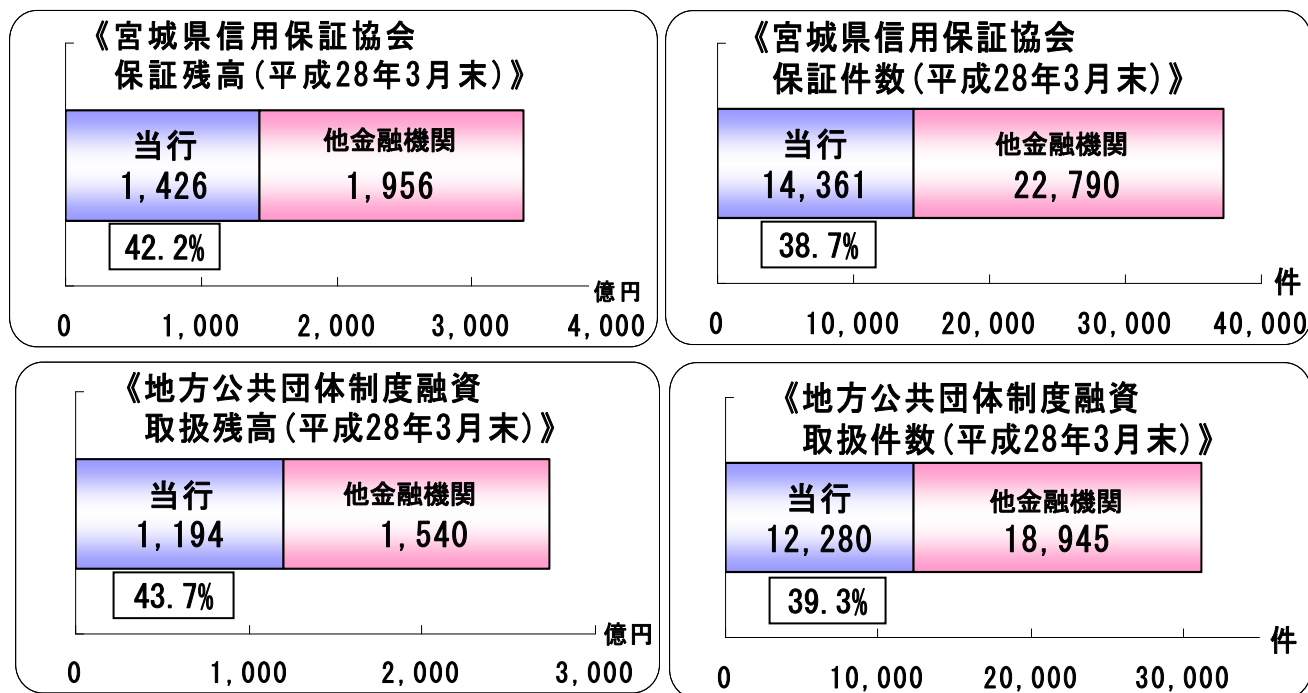 《宮城県信用保証協会
保証残高(平成28年3月末)》
当行
1,426
他金融機関
1,956
42.2%
億円
0 1,000 2,000 3,000 4,000
《宮城県信用保証協会
保証件数(平成28年3月末)》
当行
14,361
他金融機関
22,790
38.7%
件
0 10,000 20,000 30,000 40,000
《地方公共団体制度融資
取扱残高(平成28年3月末)》
当行
1,194
他金融機関
1,540
43.7%
億円
0 1,000 2,000 3,000
《地方公共団体制度融資
取扱件数(平成28年3月末)》
当行
12,280
他金融機関
18,945
39.3%
件
0 10,000 20,000 30,000